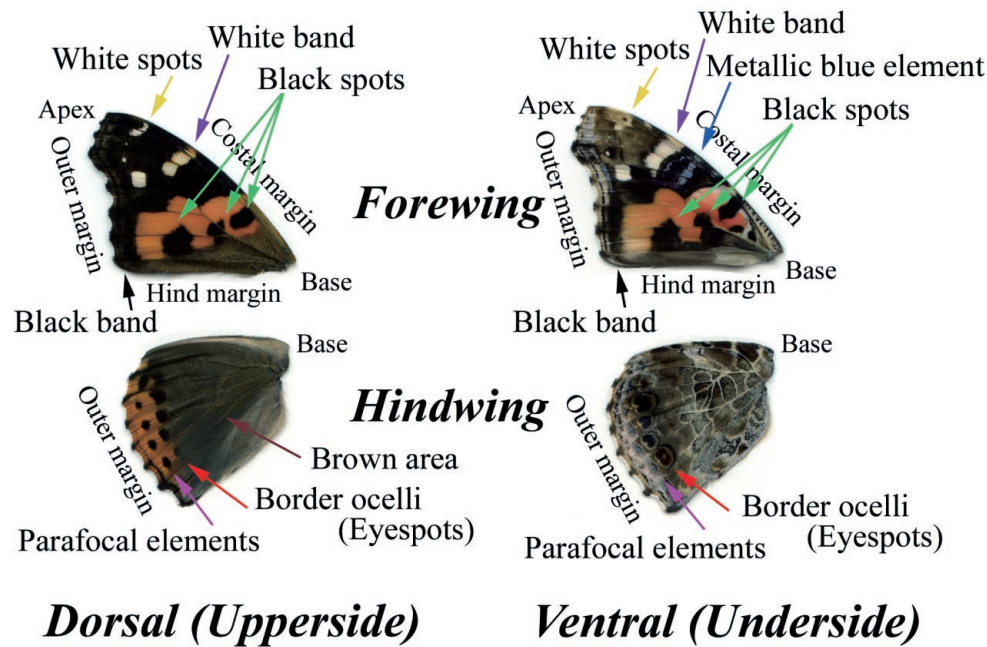 White band
White spots
Black spots
Apex
Costal margin
Outer margin
Base
Hind margin
Black band
White band
White spots
Metallic blue element
Black spots
Apex
Costal margin
Outer margin
Base
Hind margin
Black band
Forewing
Base
Outer margin
Brown area
Border ocelli
(Eyespots)
Parafocal elements
Base
Outer margin
Border ocelli
(Eyespots)
Parafocal elements
Hindwing
Dorsal (Upperside)
Ventral (Underside)